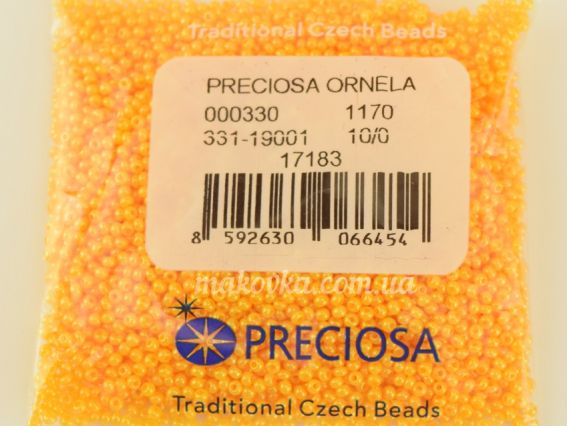 Traditional Czech Beads
PRECIOSA ORNELA
000330 1170
331-19001 10/0
17183
8 592630 066454
makovka.com.ua
PRECIOSA
Traditional Czech Beads